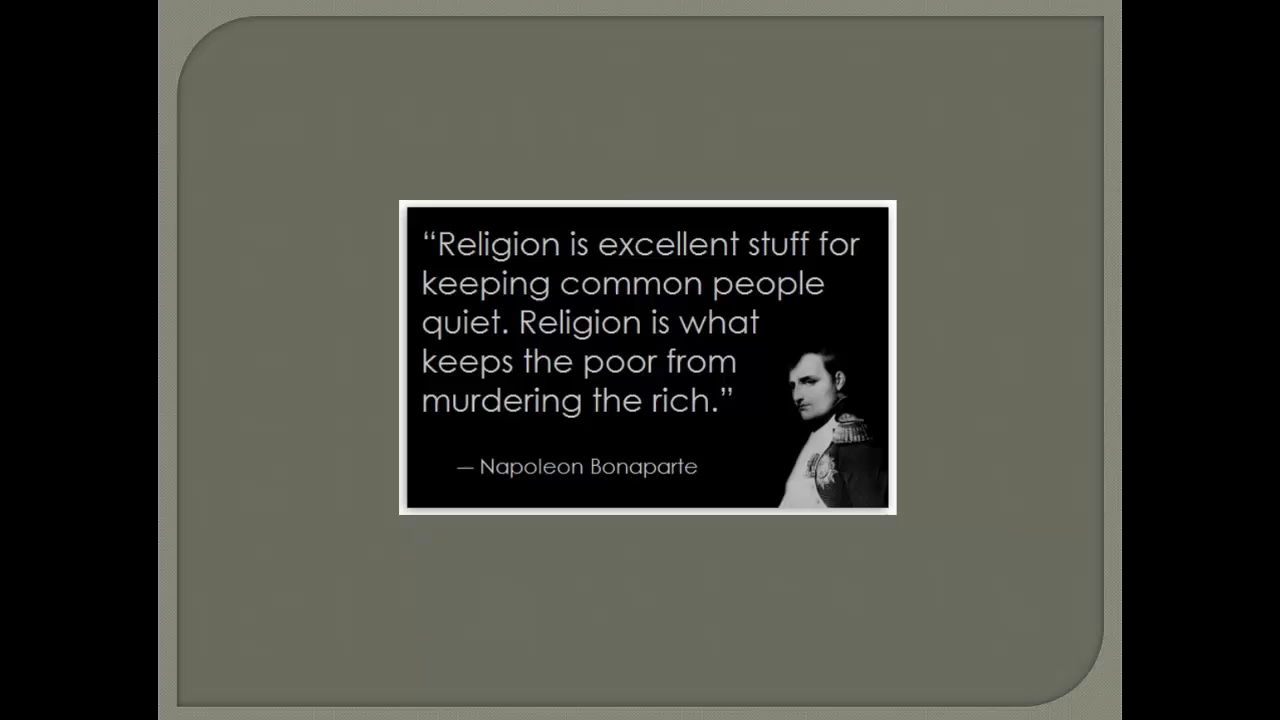 “Religion is excellent stuff for
keeping common people
quiet. Religion is what
keeps the poor from
murdering the rich.”
— Napoleon Bonaparte